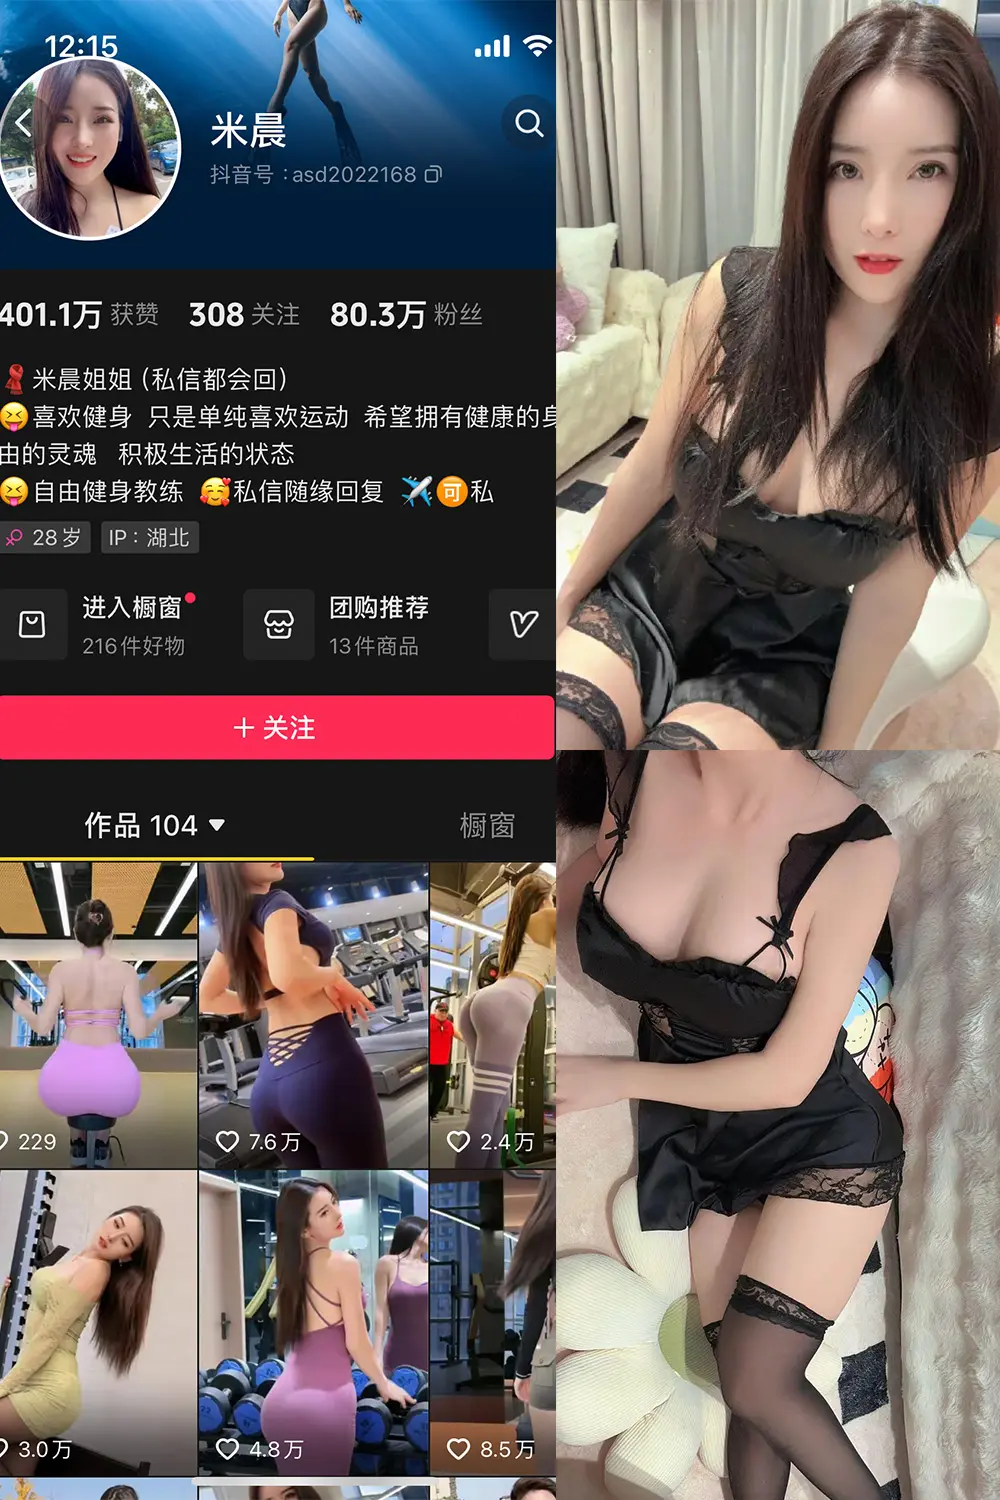 12:15
米晨
抖音号：asd2022168
401.1万 获赞 308 关注 80.3万 粉丝
米晨姐姐 (私信都会回)
喜欢健身 只是单纯喜欢运动 希望拥有健康的身
由的灵魂 积极生活的状态
自由健身教练 私信随缘回复 ✈️🉑私
28岁 IP：湖北
进入橱窗 团购推荐
216件好物 13件商品
+ 关注
作品 104 橱窗
229 7.6万 2.4万
3.0万 4.8万 8.5万